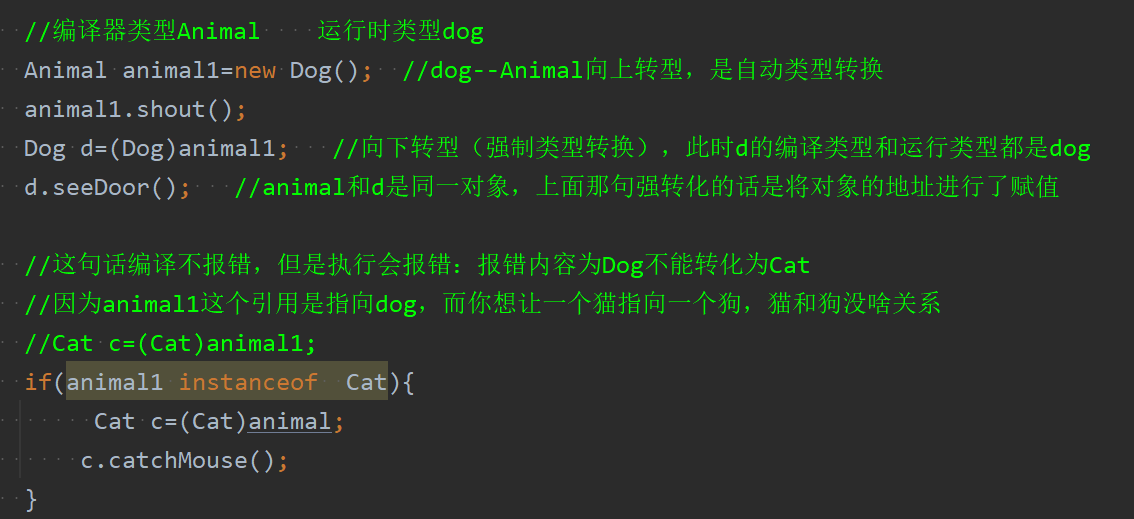 //编译器类型Animal    运行时类型dog
Animal animal1=new Dog();  //dog--Animal向上转型，是自动类型转换
animal1.shout();
Dog d=(Dog)animal1;   //向下转型（强制类型转换），此时d的编译类型和运行类型都是dog
d.seeDoor();   //animal和d是同一对象，上面那句强转化的话是将对象的地址进行了赋值
//这句话编译不报错，但是执行会报错：报错内容为Dog不能转化为Cat
//因为animal1这个引用是指向dog，而你想让一个猫指向一个狗，猫和狗没啥关系
//Cat c=(Cat)animal1;
if(animal1 instanceof  Cat){
     Cat c=(Cat)animal;
    c.catchMouse();
}